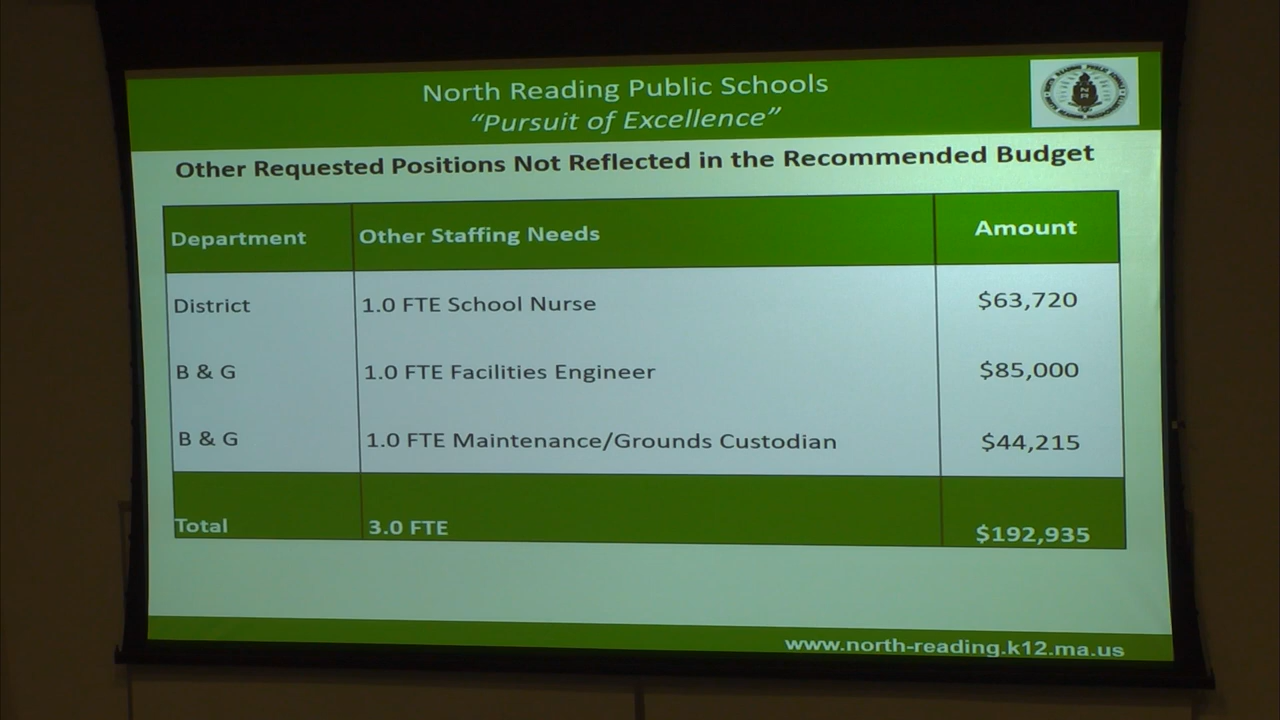 North Reading Public Schools
“Pursuit of Excellence”
Other Requested Positions Not Reflected in the Recommended Budget
Department Other Staffing Needs Amount
District 1.0 FTE School Nurse $63,720
B & G 1.0 FTE Facilities Engineer $85,000
B & G 1.0 FTE Maintenance/Grounds Custodian $44,215
Total 3.0 FTE $192,935
www.north-reading.k12.ma.us